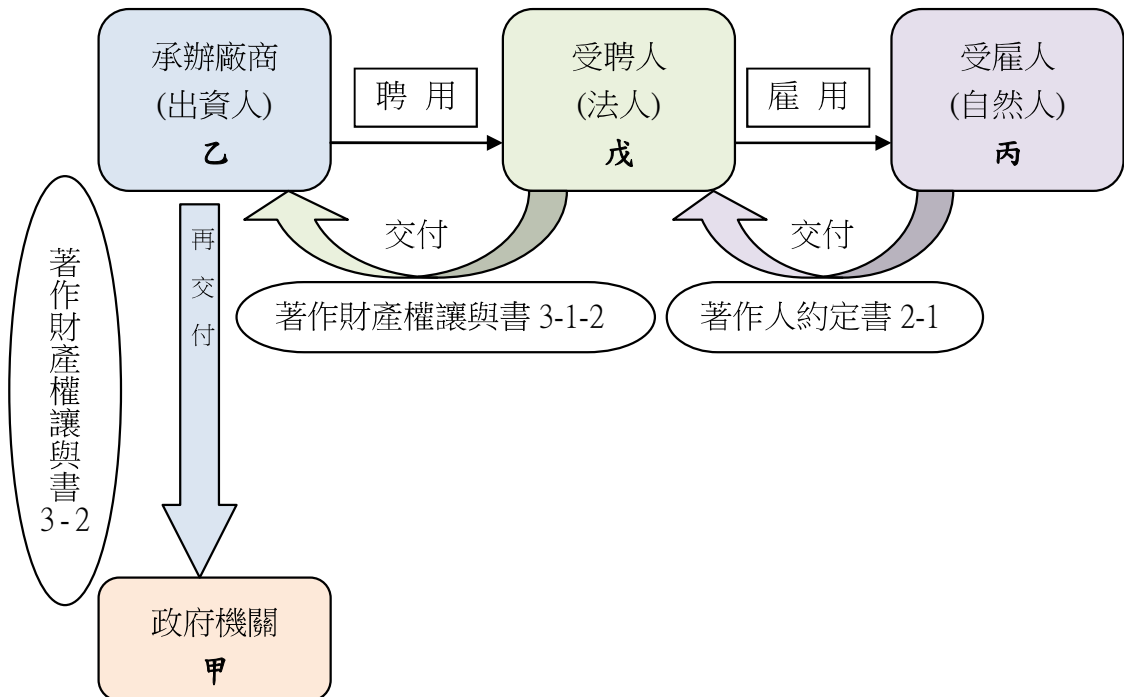 承辦廠商
(出資人)
乙
聘 用
受聘人
(法人)
戊
雇 用
受雇人
(自然人)
丙
交付
著作財產權讓與書 3-1-2
交付
著作人約定書 2-1
再交付
著作財產權讓與書
3-2
政府機關
甲